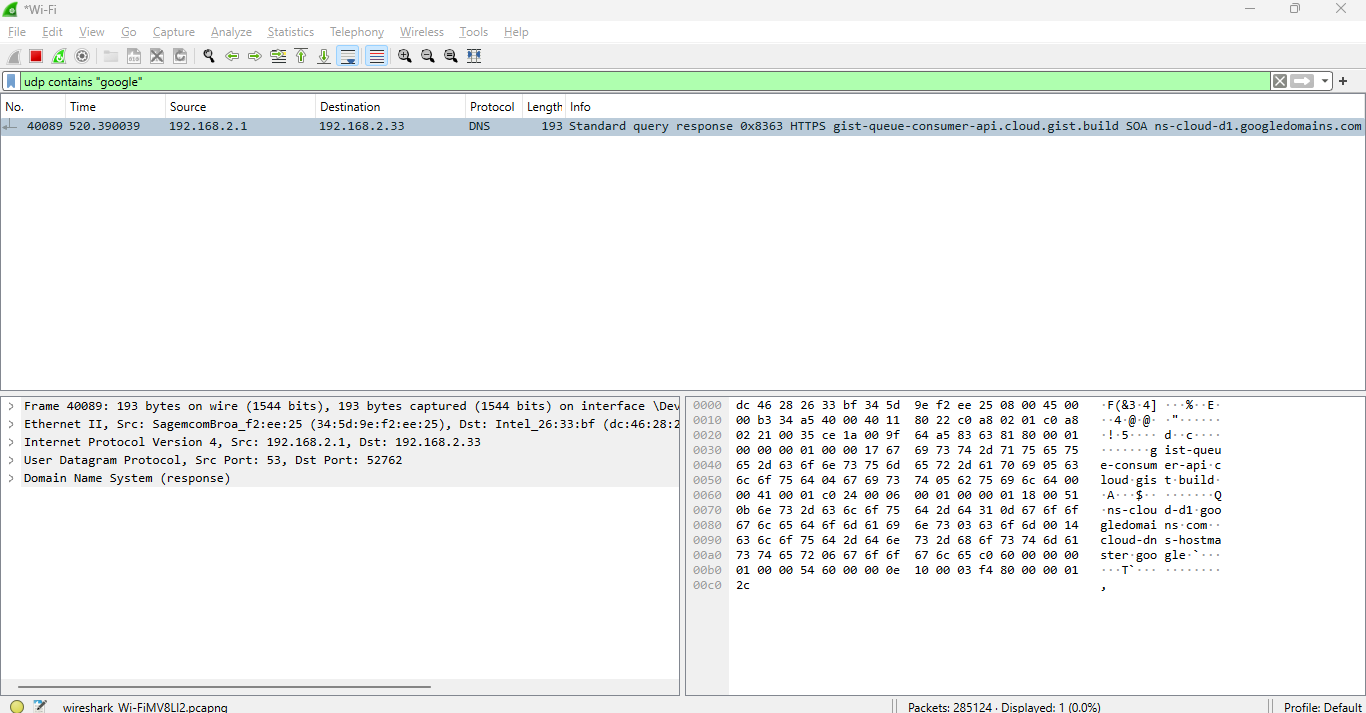 *Wi-Fi
File Edit View Go Capture Analyze Statistics Telephony Wireless Tools Help
udp contains "google"
No. Time Source Destination Protocol Length Info
40089 520.390039 192.168.2.1 192.168.2.33 DNS 193 Standard query response 0x8363 HTTPS gist-queue-consumer-api.cloud.gist.build SOA ns-cloud-d1.googledomains.com
> Frame 40089: 193 bytes on wire (1544 bits), 193 bytes captured (1544 bits) on interface \Dev
> Ethernet II, Src: SagemcomBroa_f2:ee:25 (34:5d:9e:f2:ee:25), Dst: Intel_26:33:bf (dc:46:28:2
> Internet Protocol Version 4, Src: 192.168.2.1, Dst: 192.168.2.33
> User Datagram Protocol, Src Port: 53, Dst Port: 52762
> Domain Name System (response)
0000 dc 46 28 26 33 bf 34 5d 9e f2 ee 25 08 00 45 00 ·F(&3·4] ···%··E·
0010 00 b3 34 a5 40 00 40 11 80 22 c0 a8 02 01 c0 a8 ··4·@·@· ·"······
0020 02 21 00 35 ce 1a 00 9f 64 a5 83 63 81 80 00 01 ·!·5···· d··c····
0030 00 00 00 01 00 00 17 67 69 73 74 2d 71 75 65 75 ·······g ist-queu
0040 65 2d 63 6f 6e 73 75 6d 65 72 2d 61 70 69 05 63 e-consum er-api·c
0050 6c 6f 75 64 04 67 69 73 74 05 62 75 69 6c 64 00 loud·gis t·build·
0060 00 41 00 01 c0 24 00 06 00 01 00 00 01 18 00 51 ·A···$·· ·······Q
0070 0b 6e 73 2d 63 6c 6f 75 64 2d 64 31 0d 67 6f 6f ·ns-clou d-d1·goo
0080 67 6c 65 64 6f 6d 61 69 6e 73 03 63 6f 6d 00 14 gledomai ns·com··
0090 63 6c 6f 75 64 2d 64 6e 73 2d 68 6f 73 74 6d 61 cloud-dn s-hostma
00a0 73 74 65 72 06 67 6f 6f 67 6c 65 c0 60 00 00 00 ster·goo gle·`···
00b0 01 00 00 54 60 00 00 0e 10 00 03 f4 80 00 00 01 ···T`··· ········
00c0 2c ,
wireshark_Wi-FiMV8LI2.pcapng Packets: 285124 · Displayed: 1 (0.0%) Profile: Default